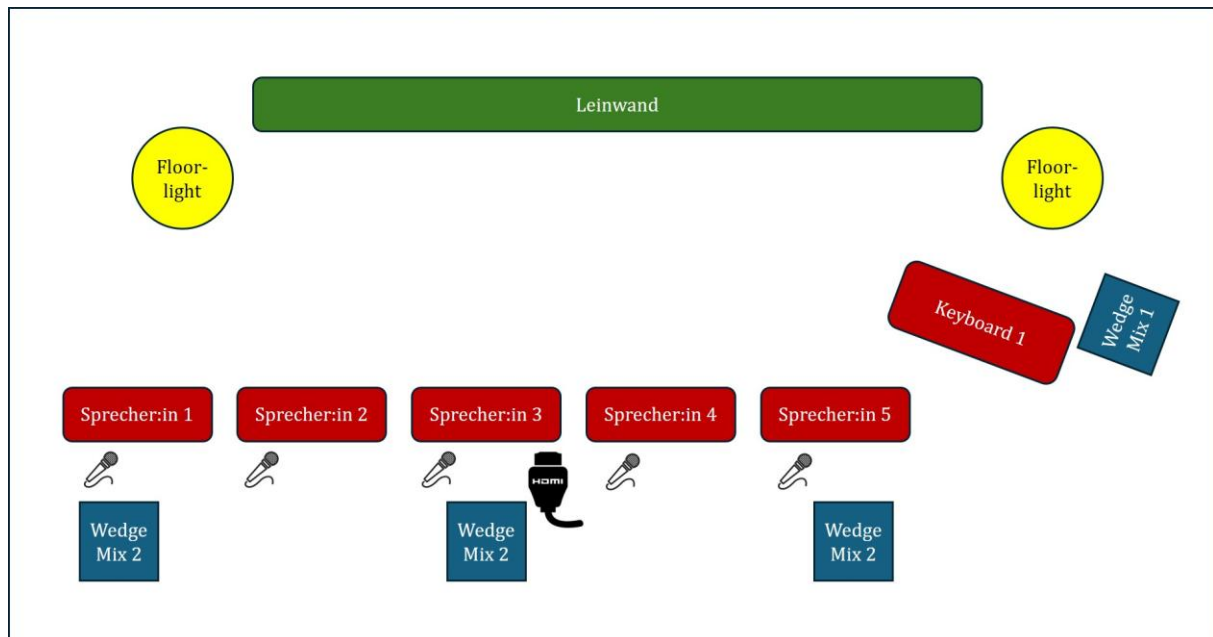 Leinwand
Floor-
light
Floor-
light
Keyboard 1
Wedge
Mix 1
Sprecher:in 1
Sprecher:in 2
Sprecher:in 3
Sprecher:in 4
Sprecher:in 5
HDMI
Wedge
Mix 2
Wedge
Mix 2
Wedge
Mix 2